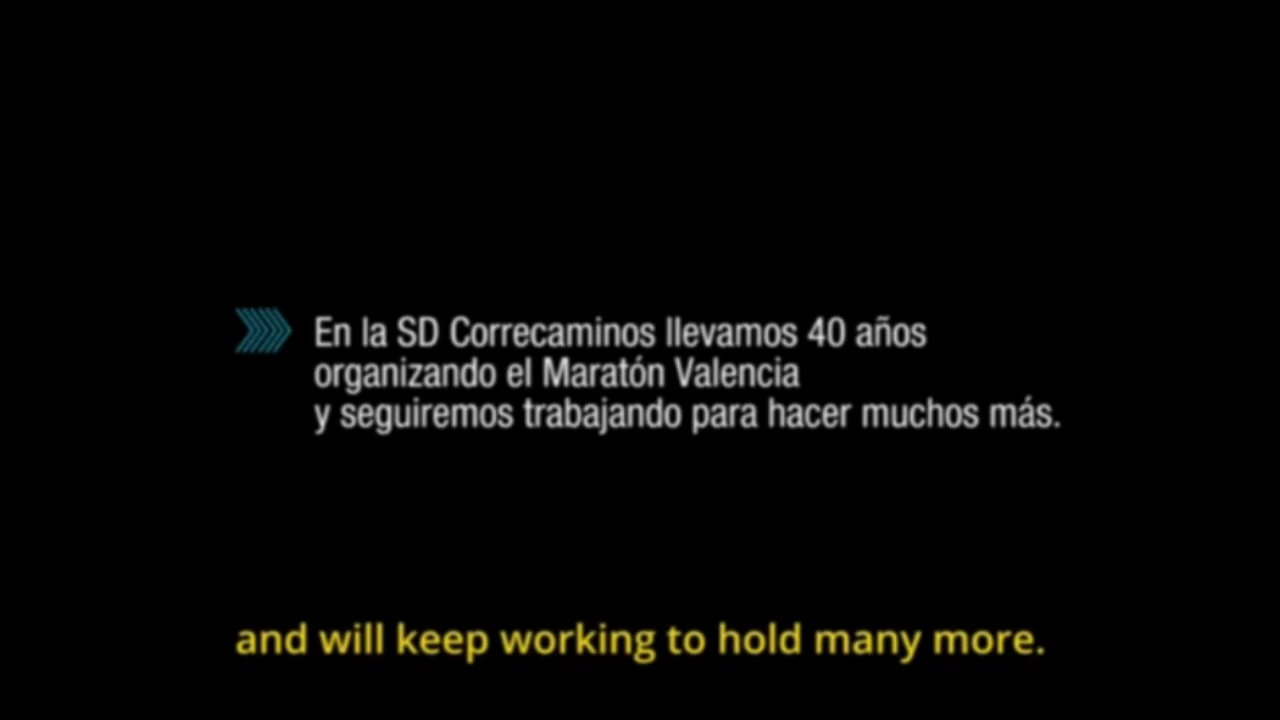 En la SD Correcaminos llevamos 40 años
organizando el Maratón Valencia
y seguiremos trabajando para hacer muchos más.
and will keep working to hold many more.